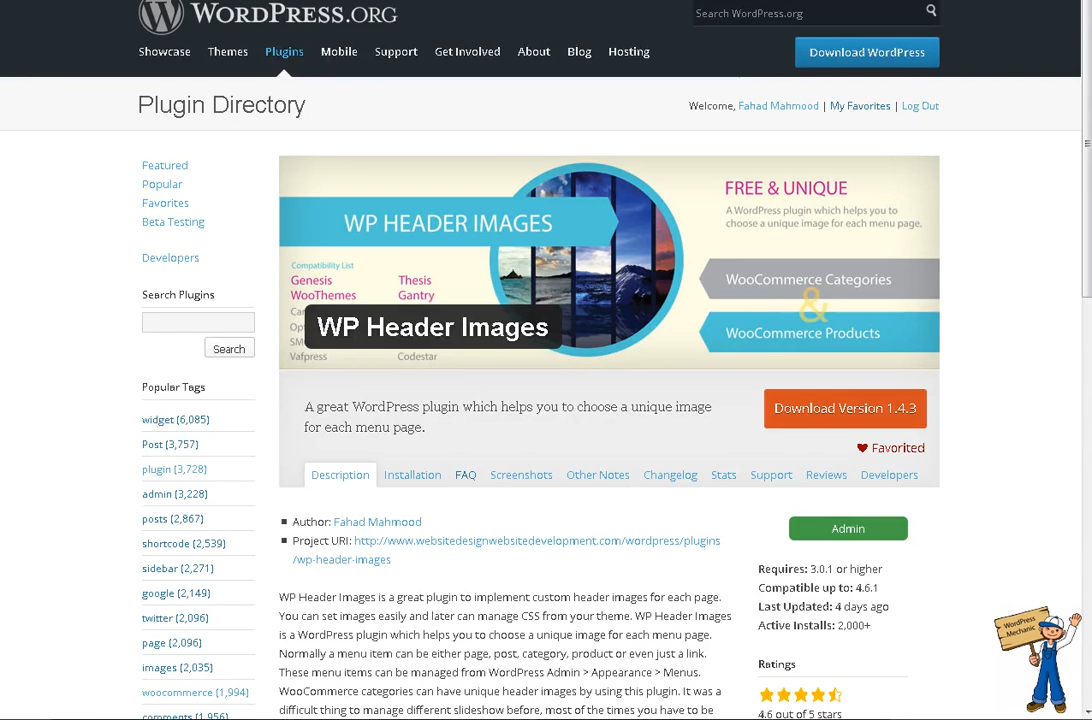 WORDPRESS.ORG
Search WordPress.org
Showcase Themes Plugins Mobile Support Get Involved About Blog Hosting
Download WordPress
Plugin Directory
Welcome, Fahad Mahmood | My Favorites | Log Out
Featured
Popular
Favorites
Beta Testing
Developers
Search Plugins
Search
Popular Tags
widget (6,085)
Post (3,757)
plugin (3,728)
admin (3,228)
posts (2,867)
shortcode (2,539)
sidebar (2,271)
google (2,149)
twitter (2,096)
page (2,096)
images (2,035)
woocommerce (1,994)
comments (1,956)
WP HEADER IMAGES
FREE & UNIQUE
A WordPress plugin which helps you to
choose a unique image for each menu page.
Compatibility List
Genesis Thesis
WooThemes Gantry
Vafpress Codestar
WooCommerce Categories
&
WooCommerce Products
WP Header Images
A great WordPress plugin which helps you to choose a unique image
for each menu page.
Download Version 1.4.3
Favorited
Description Installation FAQ Screenshots Other Notes Changelog Stats Support Reviews Developers
Author: Fahad Mahmood
Project URI: http://www.websitedesignwebsitedevelopment.com/wordpress/plugins
/wp-header-images
WP Header Images is a great plugin to implement custom header images for each page.
You can set images easily and later can manage CSS from your theme. WP Header Images
is a WordPress plugin which helps you to choose a unique image for each menu page.
Normally a menu item can be either page, post, category, product or even just a link.
These menu items can be managed from WordPress Admin > Appearance > Menus.
WooCommerce categories can have unique header images by using this plugin. It was a
difficult thing to manage different slideshow before, most of the times you have to be
Admin
Requires: 3.0.1 or higher
Compatible up to: 4.6.1
Last Updated: 4 days ago
Active Installs: 2,000+
Ratings
4.6 out of 5 stars
WordPress
Mechanic